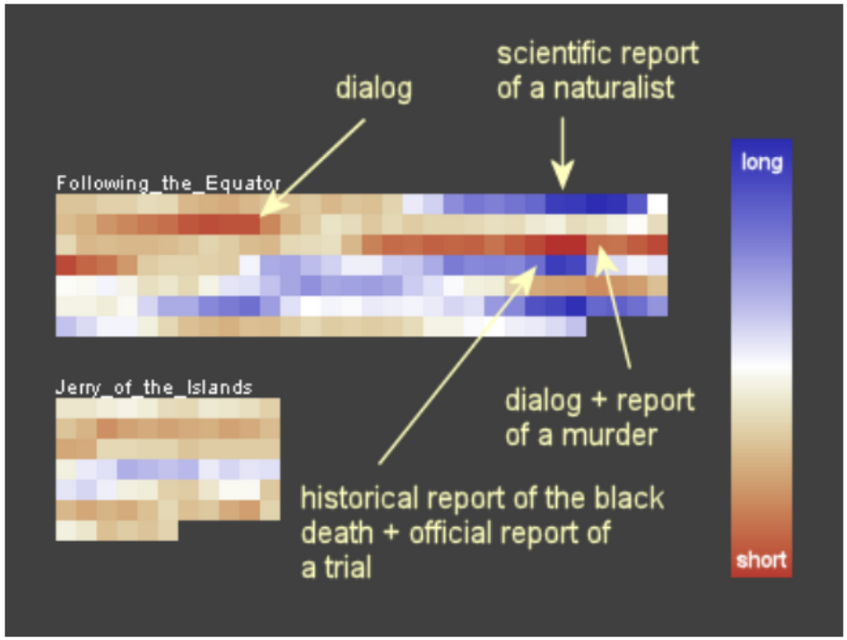 scientific report
of a naturalist
dialog
long
Following_the_Equator
Jerry_of_the_Islands
dialog + report
of a murder
historical report of the black
death + official report of
a trial
short